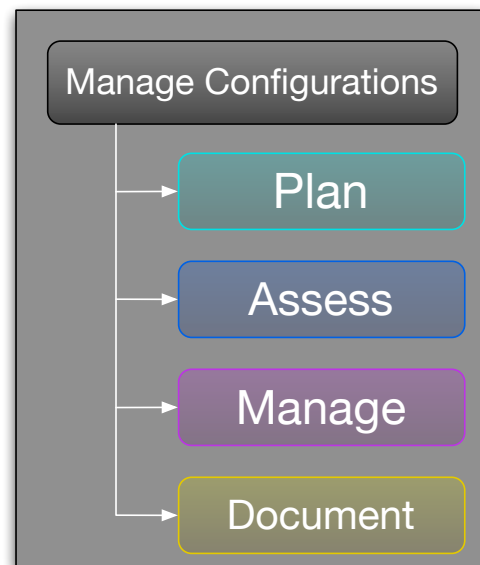 Manage Configurations
Plan
Assess
Manage
Document